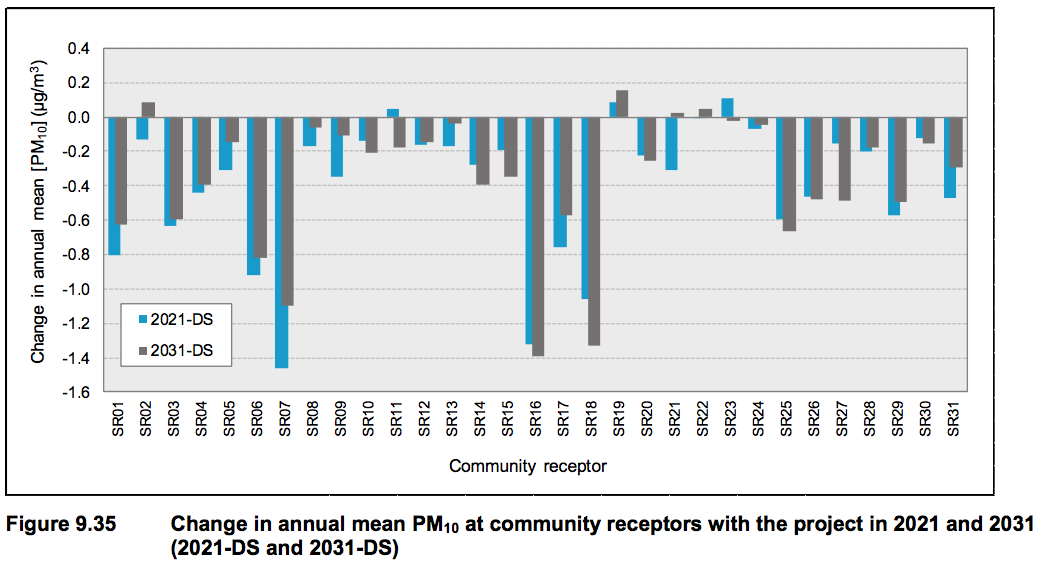 0.4
0.2
0.0
-0.2
-0.4
-0.6
-0.8
-1.0
-1.2
-1.4
-1.6
Change in annual mean [PM10] (µg/m3)
2021-DS
2031-DS
SR01 SR02 SR03 SR04 SR05 SR06 SR07 SR08 SR09 SR10 SR11 SR12 SR13 SR14 SR15 SR16 SR17 SR18 SR19 SR20 SR21 SR22 SR23 SR24 SR25 SR26 SR27 SR28 SR29 SR30 SR31
Community receptor
Figure 9.35 Change in annual mean PM10 at community receptors with the project in 2021 and 2031
(2021-DS and 2031-DS)